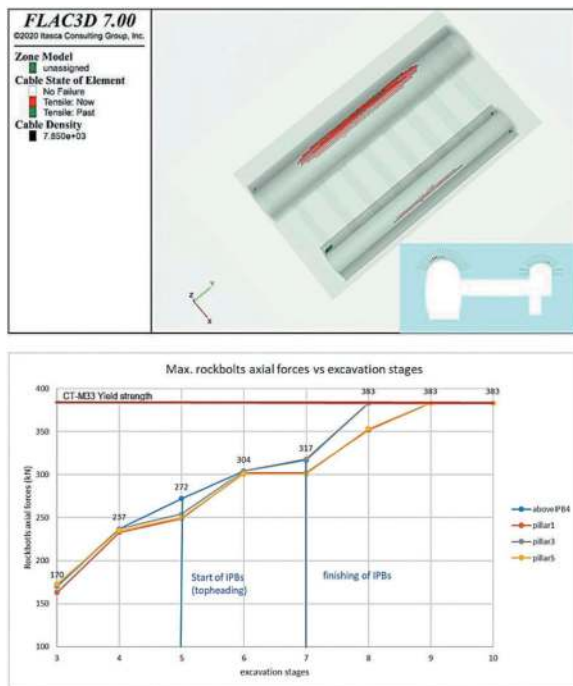 FLAC3D 7.00
©2020 Itasca Consulting Group, Inc.
Zone Model
unassigned
Cable State of Element
No Failure
Tensile: Now
Tensile: Past
Cable Density
7.850e+03
Z
Y
X
Max. rockbolts axial forces vs excavation stages
400
CT-M33 Yield strength
383
383
383
350
317
304
300
272
250
237
200
170
150
100
Rockbolts axial forces (kN)
Start of IPBs
(topheading)
finishing of IPBs
aboveIPB4
pillar1
pillar3
pillar5
3
4
5
6
7
8
9
10
excavation stages